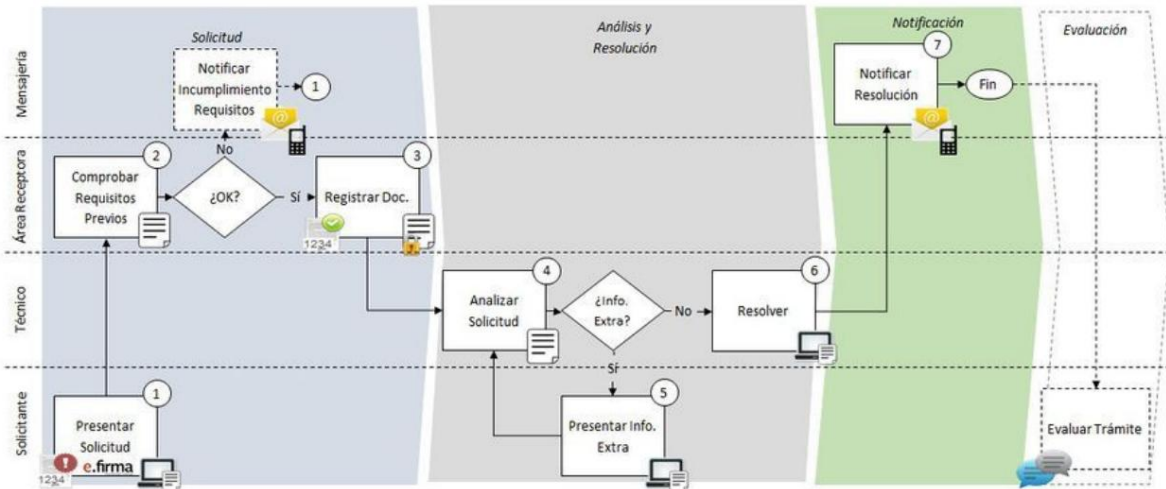 Solicitud
Análisis y
Resolución
Notificación
Evaluación
Mensajería
Notificar
Incumplimiento
Requisitos
1
7
Notificar
Resolución
Fin
No
Área Receptora
2
Comprobar
Requisitos
Previos
¿OK?
Sí
3
Registrar Doc.
1234
Técnico
4
Analizar
Solicitud
¿Info.
Extra?
No
6
Resolver
Sí
Solicitante
1
Presentar
Solicitud
1234
e.firma
5
Presentar Info.
Extra
Evaluar Trámite